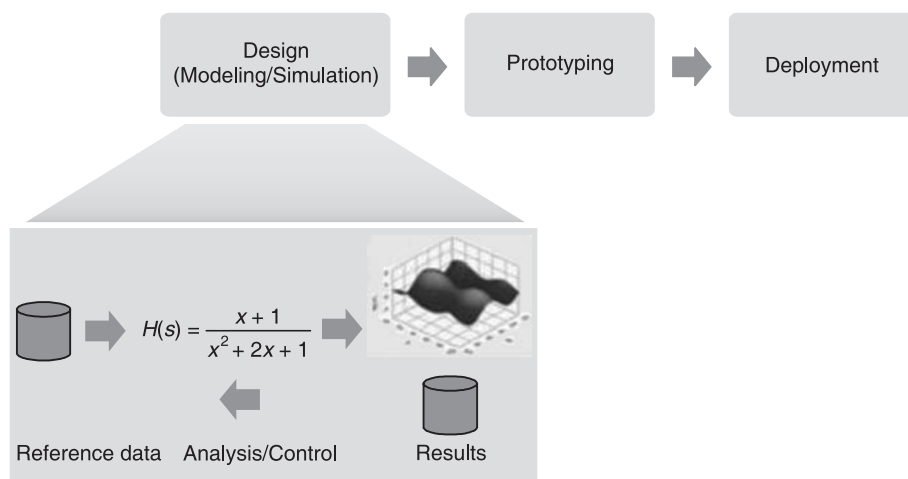 Design
(Modeling/Simulation)
Prototyping
Deployment
H(s) = x + 1 / x² + 2x + 1
Reference data
Analysis/Control
Results